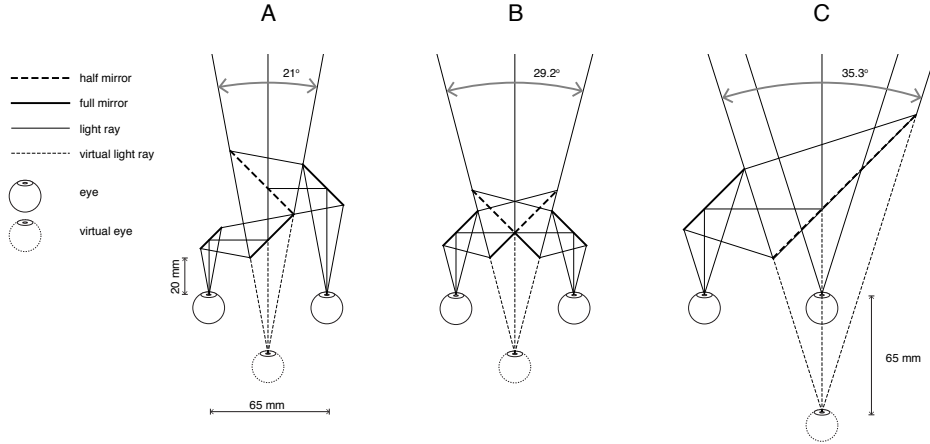 A
B
C
21°
29.2°
35.3°
half mirror
full mirror
light ray
virtual light ray
eye
virtual eye
20 mm
65 mm
65 mm